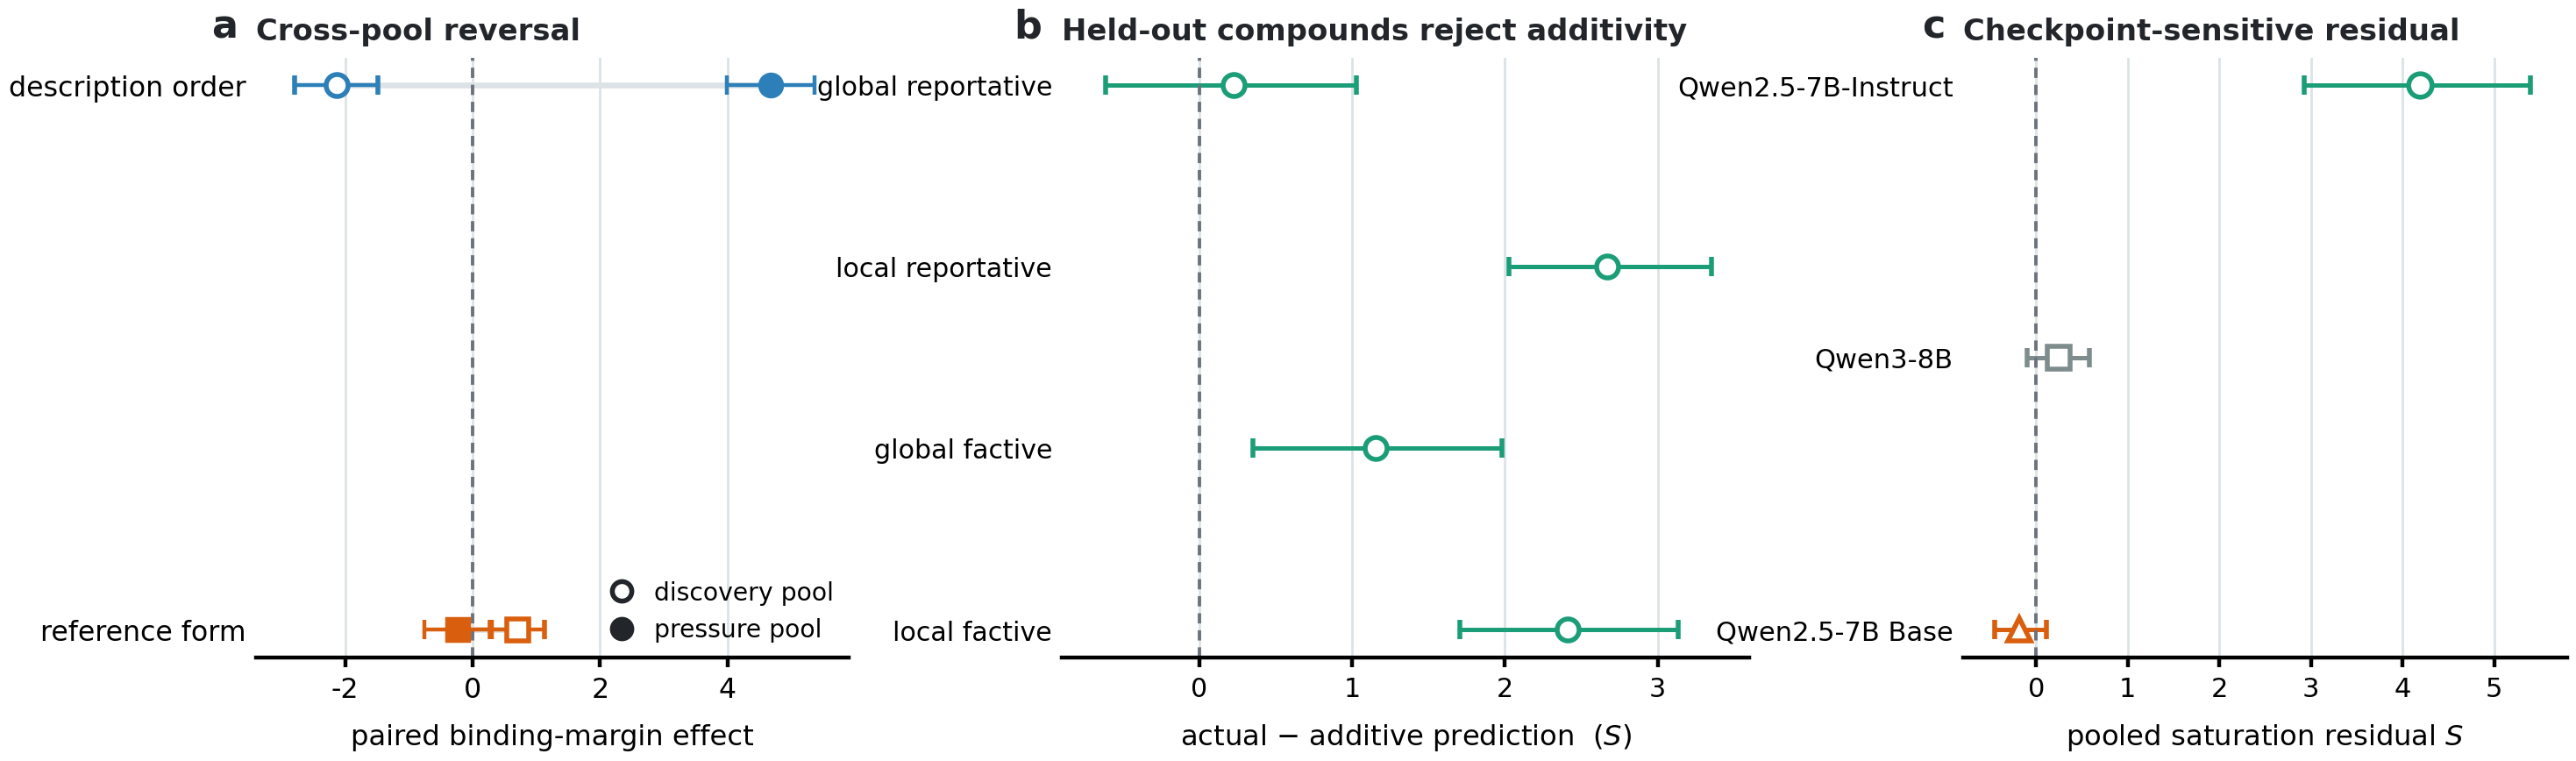 a Cross-pool reversal
description order
reference form
discovery pool
pressure pool
-2 0 2 4
paired binding-margin effect
b Held-out compounds reject additivity
global reportative
local reportative
global factive
local factive
0 1 2 3
actual − additive prediction (S)
c Checkpoint-sensitive residual
Qwen2.5-7B-Instruct
Qwen3-8B
Qwen2.5-7B Base
0 1 2 3 4 5
pooled saturation residual S